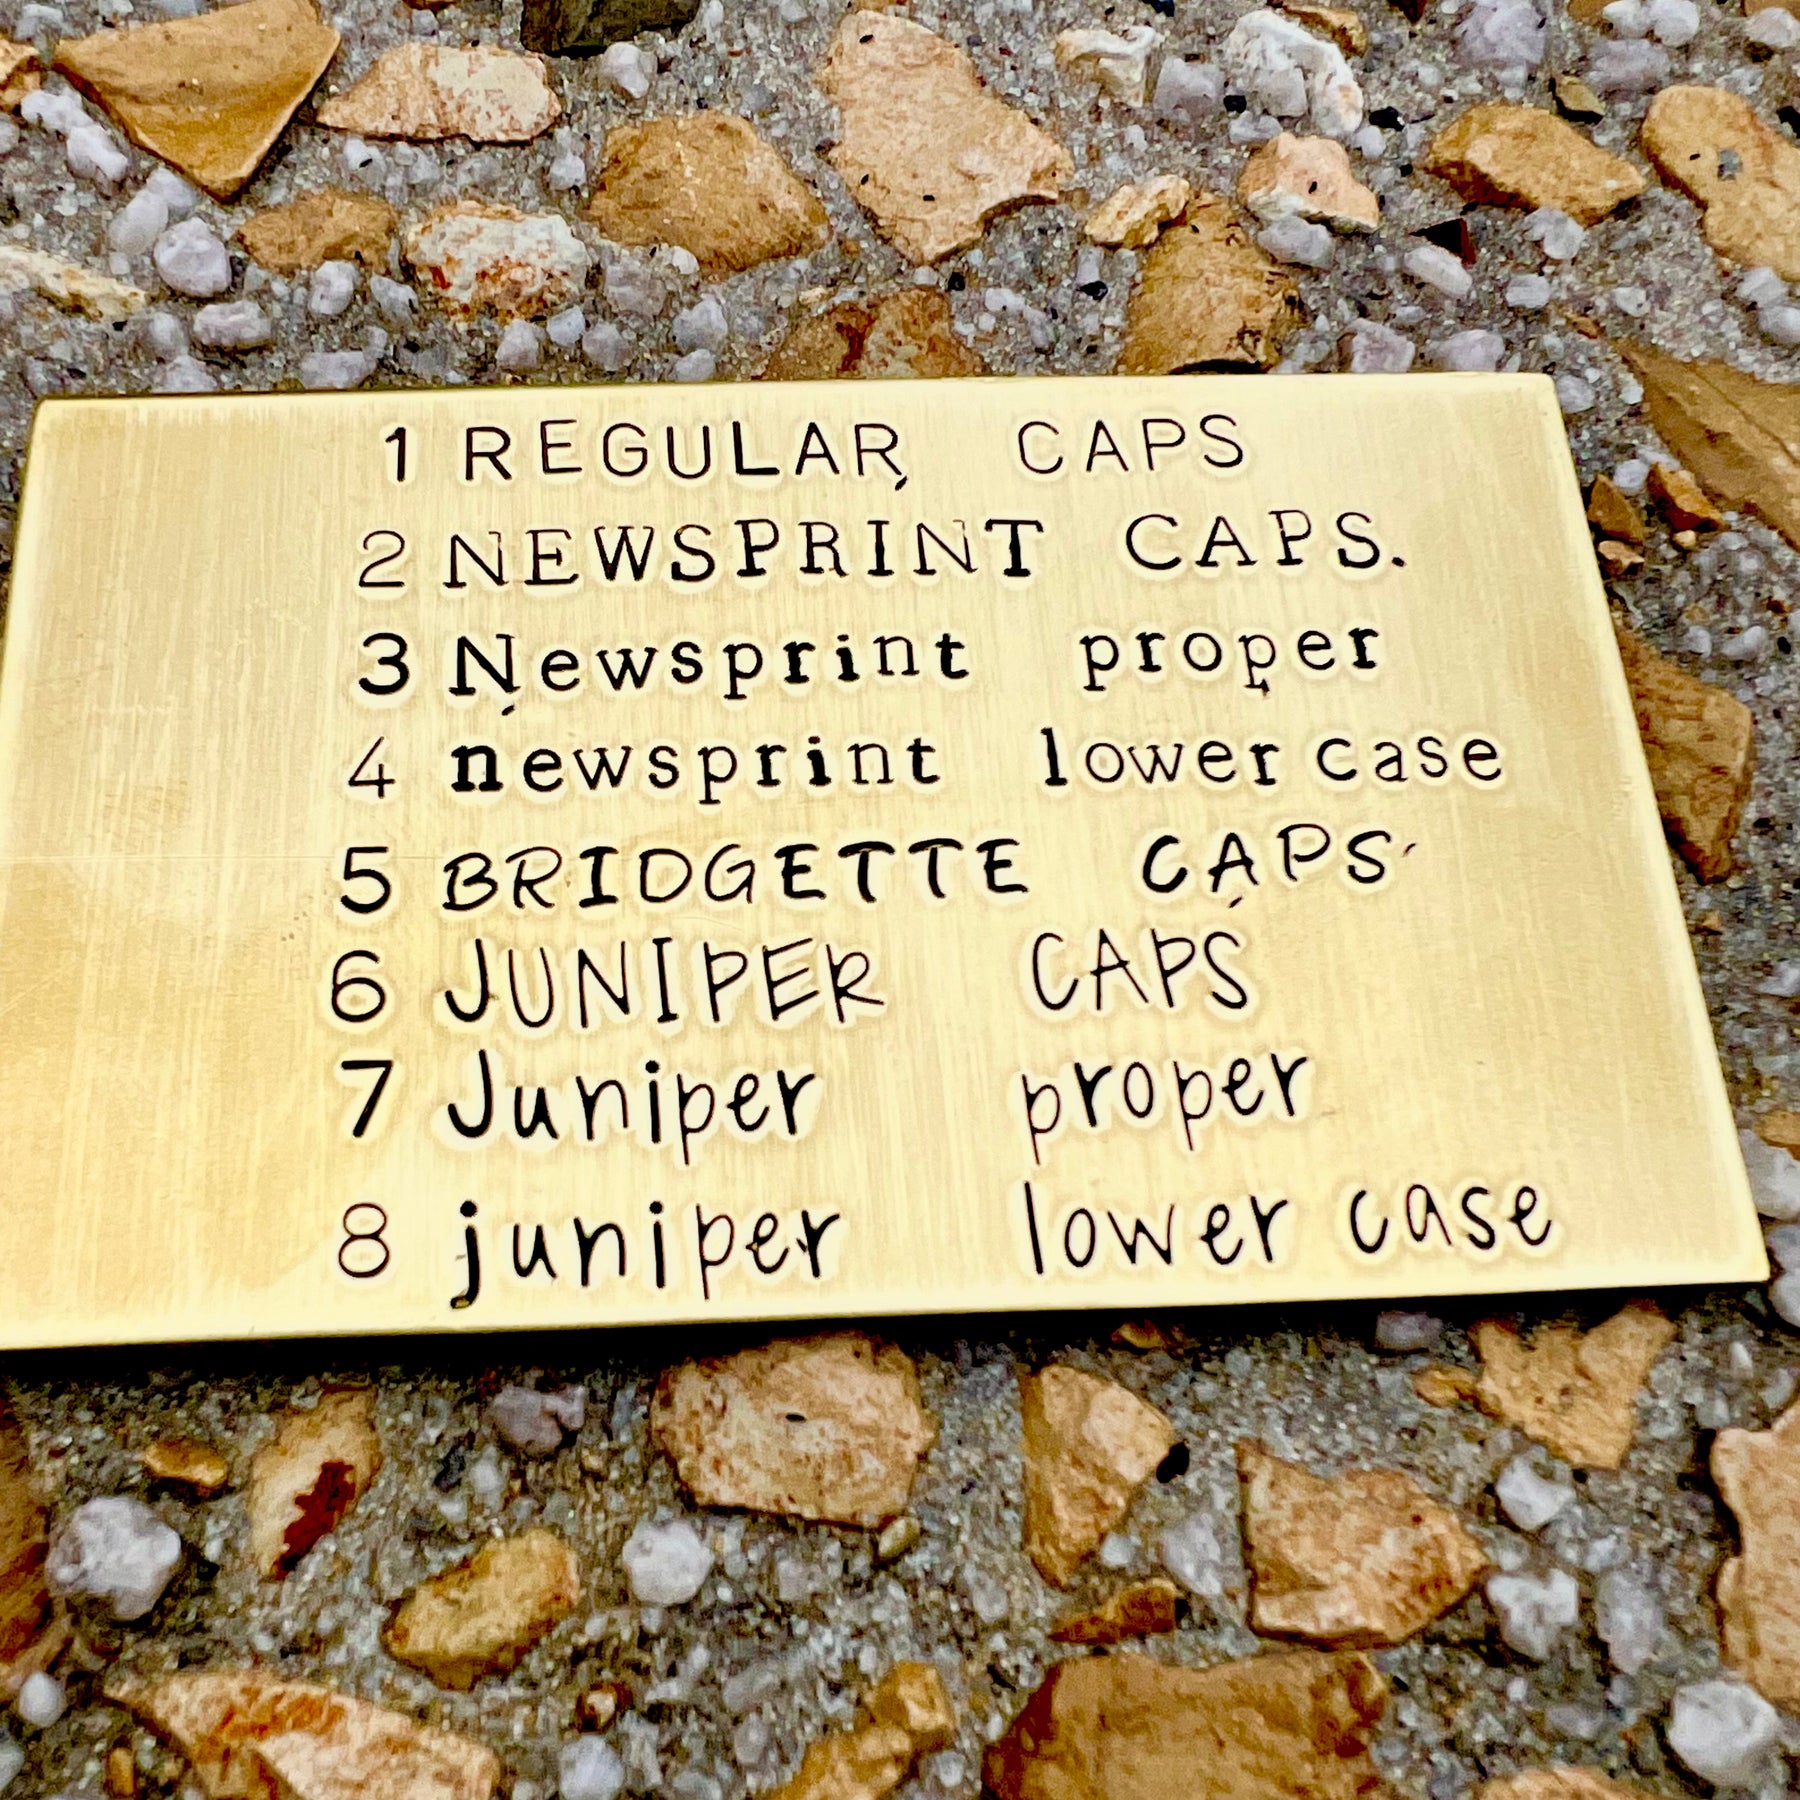 1 REGULAR CAPS
2 NEWSPRINT CAPS.
3 Newsprint proper
4 newsprint lower case
5 BRIDGETTE CAPS
6 JUNIPER CAPS
7 Juniper proper
8 juniper lower case